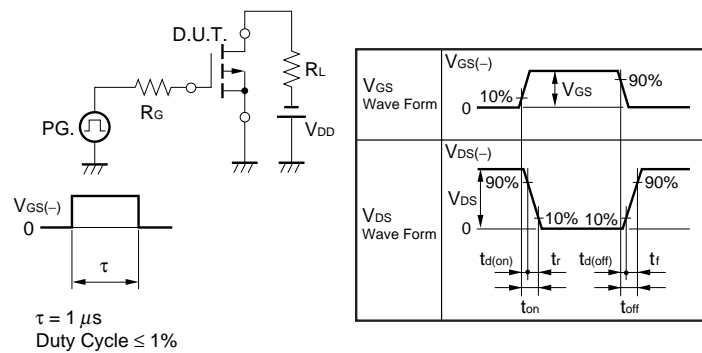 D.U.T.
RL
RG
PG.
VDD
VGS(−)
0
τ
τ = 1 μs
Duty Cycle ≤ 1%
VGS
Wave Form
VGS(−)
10%
0
VGS
90%
VDS
Wave Form
VDS(−)
90%
VDS
0
10%
10%
90%
td(on)
tr
td(off)
tf
ton
toff